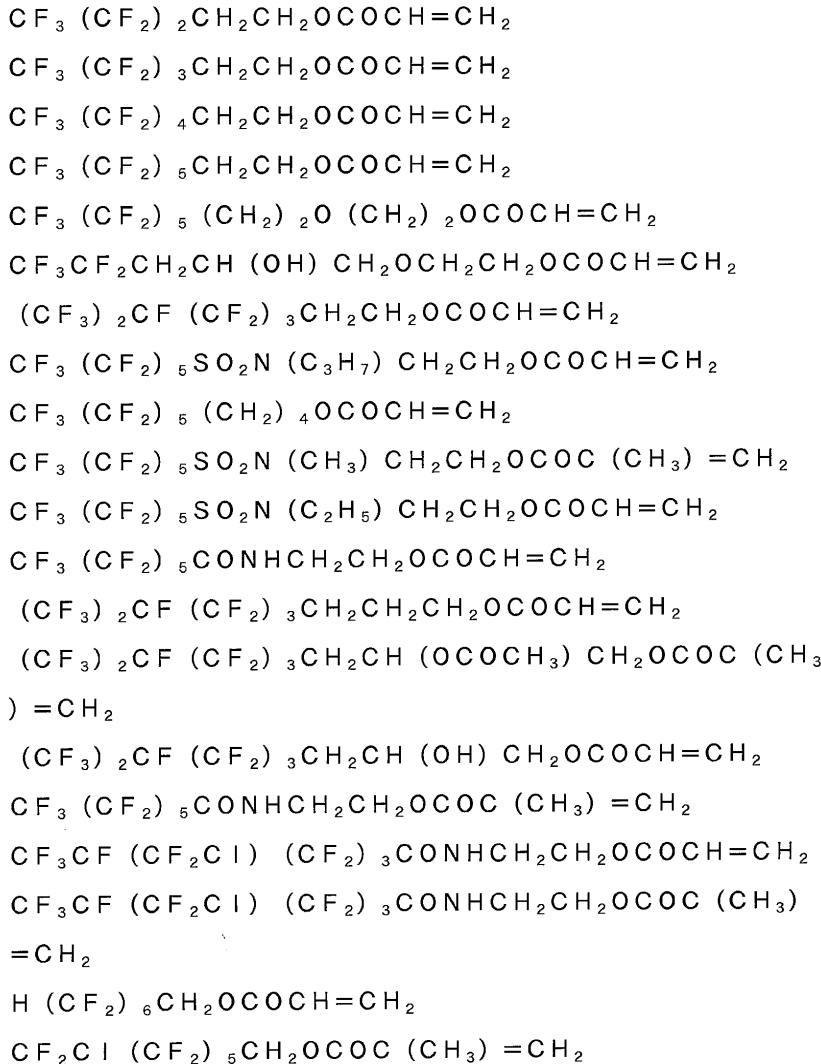 CF₃(CF₂)₂CH₂CH₂OCOCH=CH₂
CF₃(CF₂)₃CH₂CH₂OCOCH=CH₂
CF₃(CF₂)₄CH₂CH₂OCOCH=CH₂
CF₃(CF₂)₅CH₂CH₂OCOCH=CH₂
CF₃(CF₂)₅(CH₂)₂O(CH₂)₂OCOCH=CH₂
CF₃CF₂CH₂CH(OH)CH₂OCH₂CH₂OCOCH=CH₂
(CF₃)₂CF(CF₂)₃CH₂CH₂OCOCH=CH₂
CF₃(CF₂)₅SO₂N(C₃H₇)CH₂CH₂OCOCH=CH₂
CF₃(CF₂)₅(CH₂)₄OCOCH=CH₂
CF₃(CF₂)₅SO₂N(CH₃)CH₂CH₂OCOC(CH₃)=CH₂
CF₃(CF₂)₅SO₂N(C₂H₅)CH₂CH₂OCOCH=CH₂
CF₃(CF₂)₅CONHCH₂CH₂OCOCH=CH₂
(CF₃)₂CF(CF₂)₃CH₂CH₂CH₂OCOCH=CH₂
(CF₃)₂CF(CF₂)₃CH₂CH(OCOCH₃)CH₂OCOC(CH₃
)=CH₂
(CF₃)₂CF(CF₂)₃CH₂CH(OH)CH₂OCOCH=CH₂
CF₃(CF₂)₅CONHCH₂CH₂OCOC(CH₃)=CH₂
CF₃CF(CF₂Cl)(CF₂)₃CONHCH₂CH₂OCOCH=CH₂
CF₃CF(CF₂Cl)(CF₂)₃CONHCH₂CH₂OCOC(CH₃)
=CH₂
H(CF₂)₆CH₂OCOCH=CH₂
CF₂Cl(CF₂)₅CH₂OCOC(CH₃)=CH₂